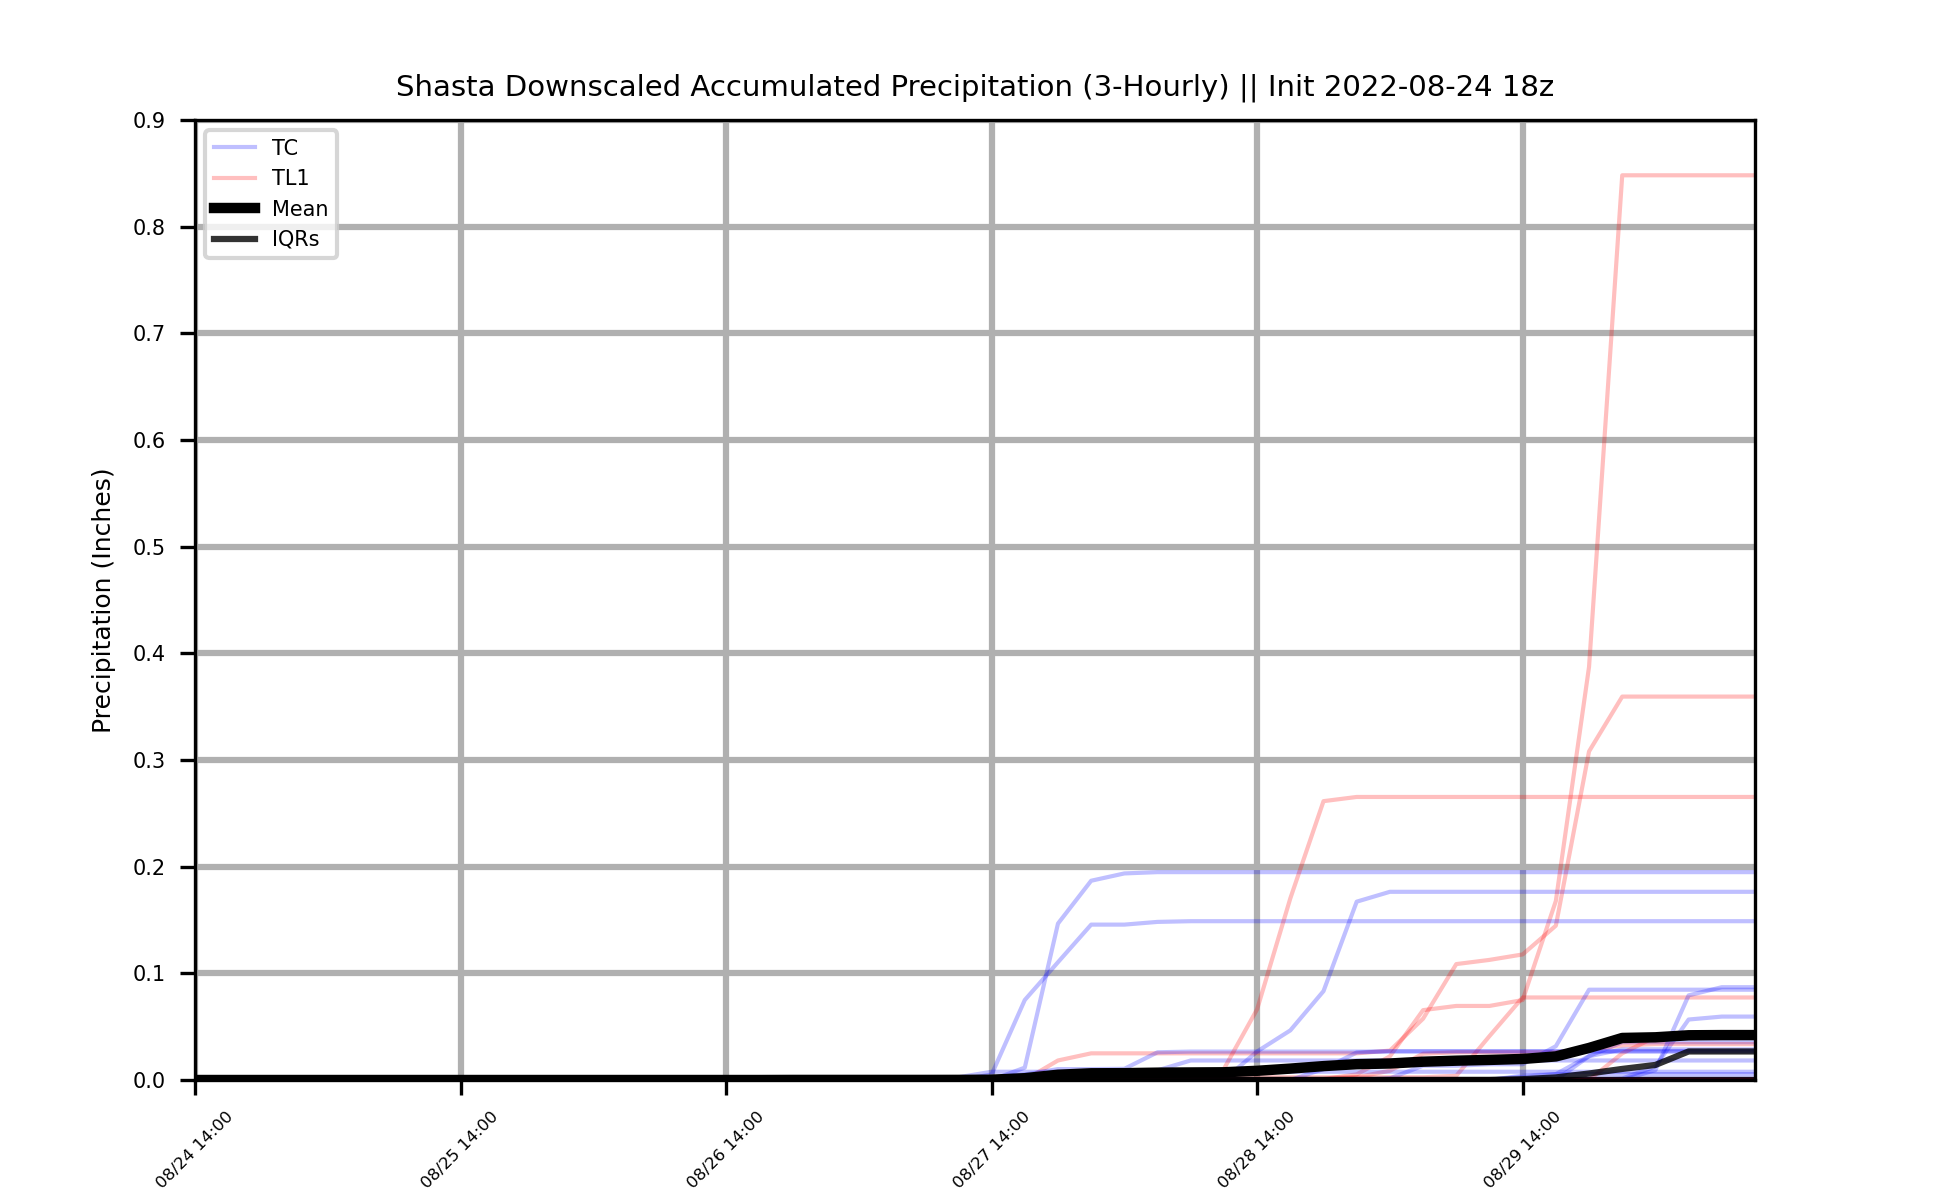 Shasta Downscaled Accumulated Precipitation (3-Hourly) || Init 2022-08-24 18z
Precipitation (Inches)
0.9
0.8
0.7
0.6
0.5
0.4
0.3
0.2
0.1
0.0
TC
TL1
Mean
IQRs
08/24 14:00
08/25 14:00
08/26 14:00
08/27 14:00
08/28 14:00
08/29 14:00